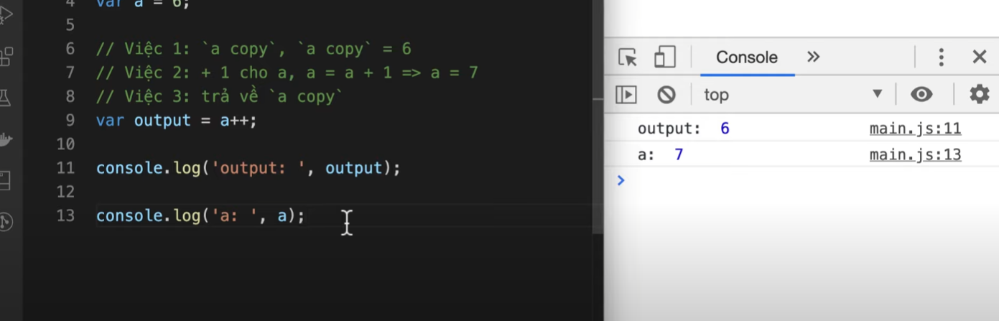 4 var a = 6;
5
6 // Việc 1: `a copy`, `a copy` = 6
7 // Việc 2: + 1 cho a, a = a + 1 => a = 7
8 // Việc 3: trả về `a copy`
9 var output = a++;
10
11 console.log('output: ', output);
12
13 console.log('a: ', a);
Console »
top
output: 6 main.js:11
a: 7 main.js:13
>